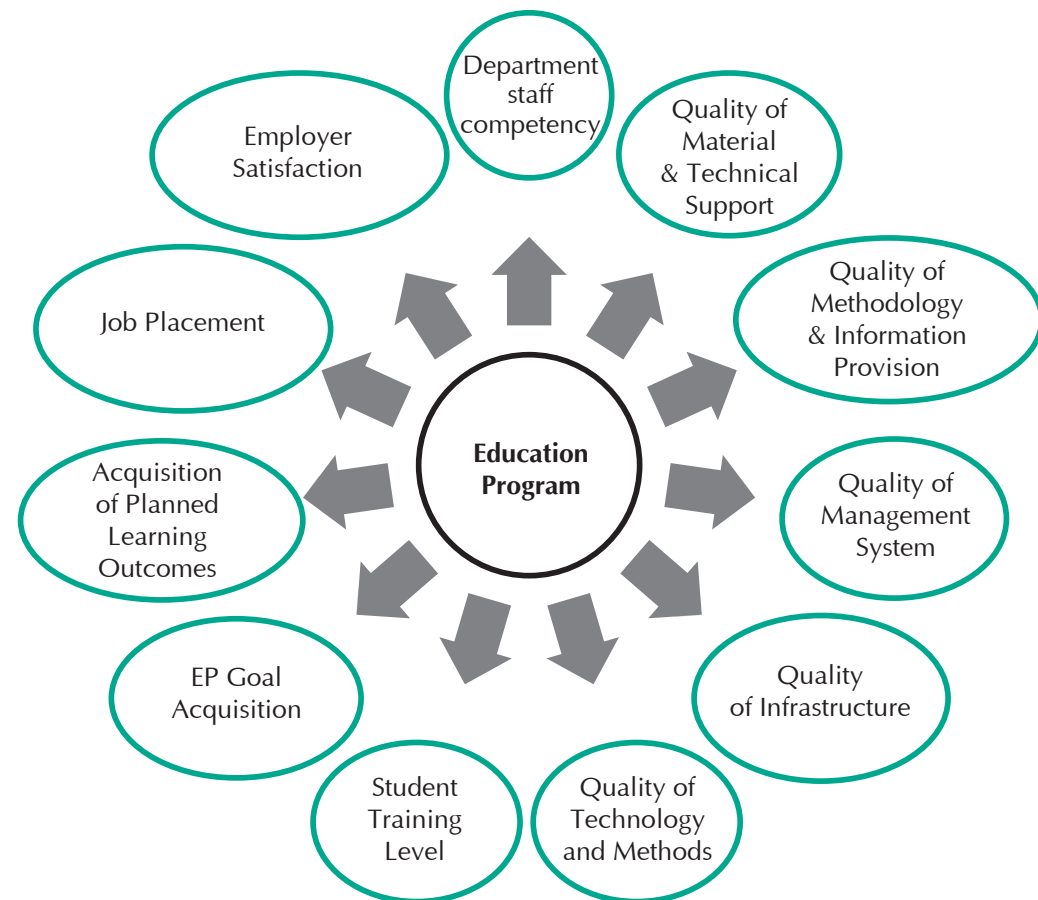 Department
staff
competency
Quality of
Material
& Technical
Support
Quality of
Methodology
& Information
Provision
Quality of
Management
System
Quality
of Infrastructure
Quality of
Technology
and Methods
Student
Training
Level
EP Goal
Acquisition
Acquisition
of Planned
Learning
Outcomes
Job Placement
Employer
Satisfaction
Education
Program